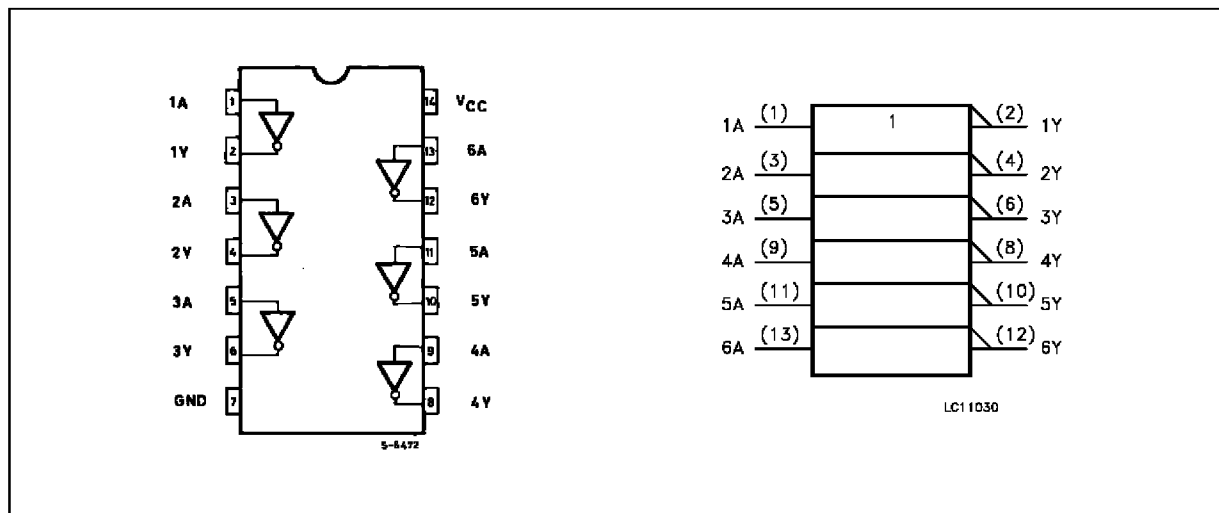 1A 1 14 VCC
1Y 2 13 6A
2A 3 12 6Y
2Y 4 11 5A
3A 5 10 5Y
3Y 6 9 4A
GND 7 8 4Y
S-6472
1A (1) 1 (2) 1Y
2A (3) (4) 2Y
3A (5) (6) 3Y
4A (9) (8) 4Y
5A (11) (10) 5Y
6A (13) (12) 6Y
LC11030